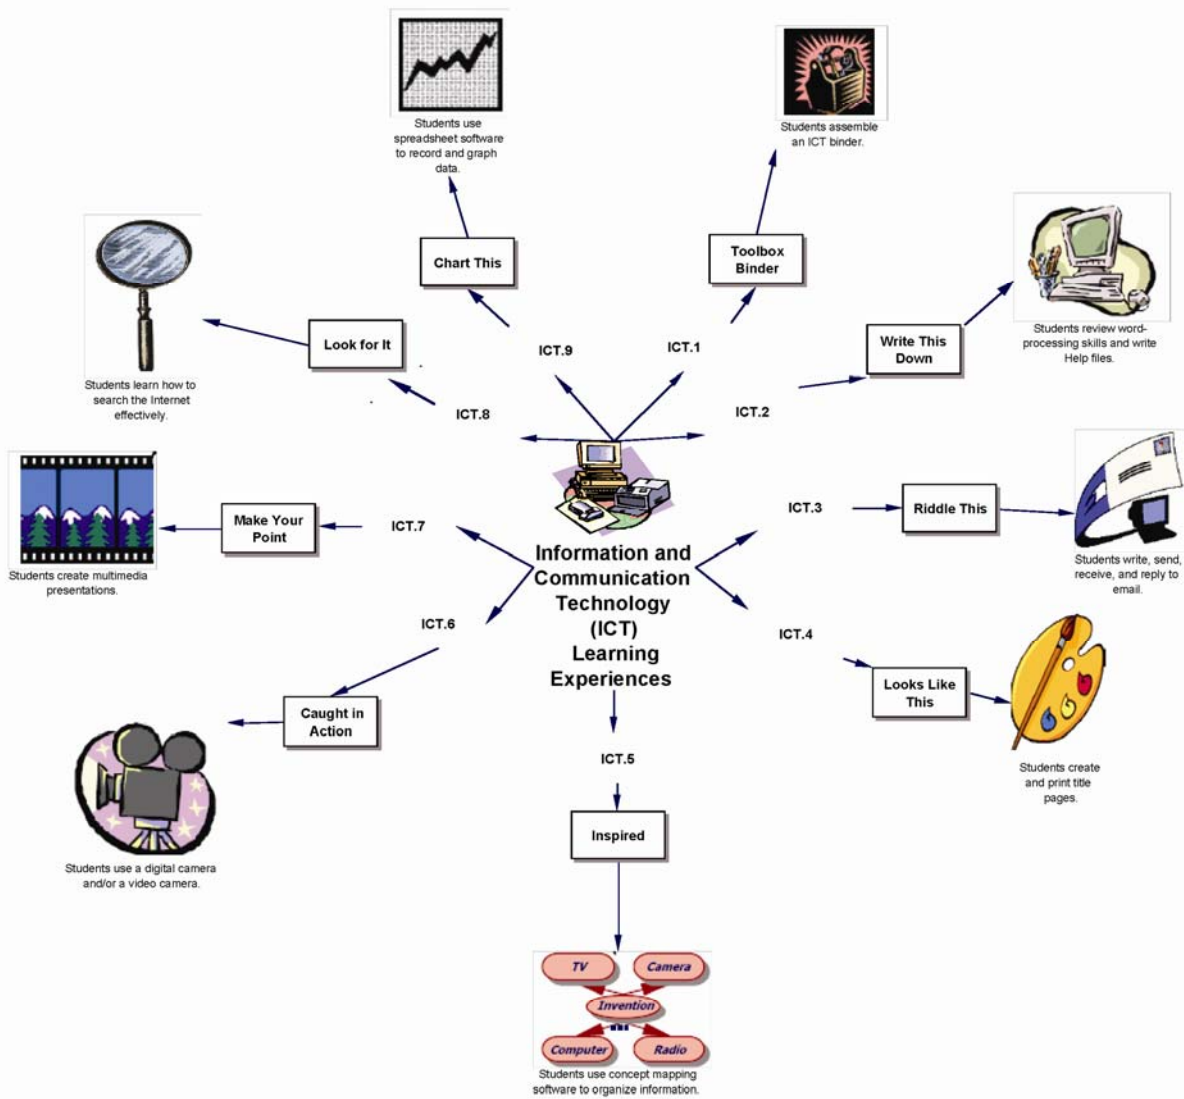 Students use
spreadsheet software
to record and graph
data.
Students assemble
an ICT binder.
Chart This
Toolbox
Binder
Look for It
Write This
Down
Students review word-
processing skills and write
Help files.
Students learn how to
search the Internet
effectively.
ICT.9
ICT.1
ICT.8
ICT.2
Make Your
Point
ICT.7
ICT.3
Riddle This
Students create multimedia
presentations.
Students write, send,
receive, and reply to
email.
Information and
Communication
Technology
(ICT)
Learning
Experiences
ICT.6
ICT.4
Caught in
Action
Looks Like
This
Students create
and print title
pages.
ICT.5
Inspired
Students use a digital camera
and/or a video camera.
TV
Camera
Invention
Computer
Radio
Students use concept mapping
software to organize information.